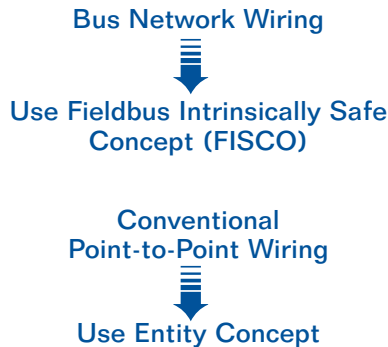 Bus Network Wiring
Use Fieldbus Intrinsically Safe
Concept (FISCO)
Conventional
Point-to-Point Wiring
Use Entity Concept